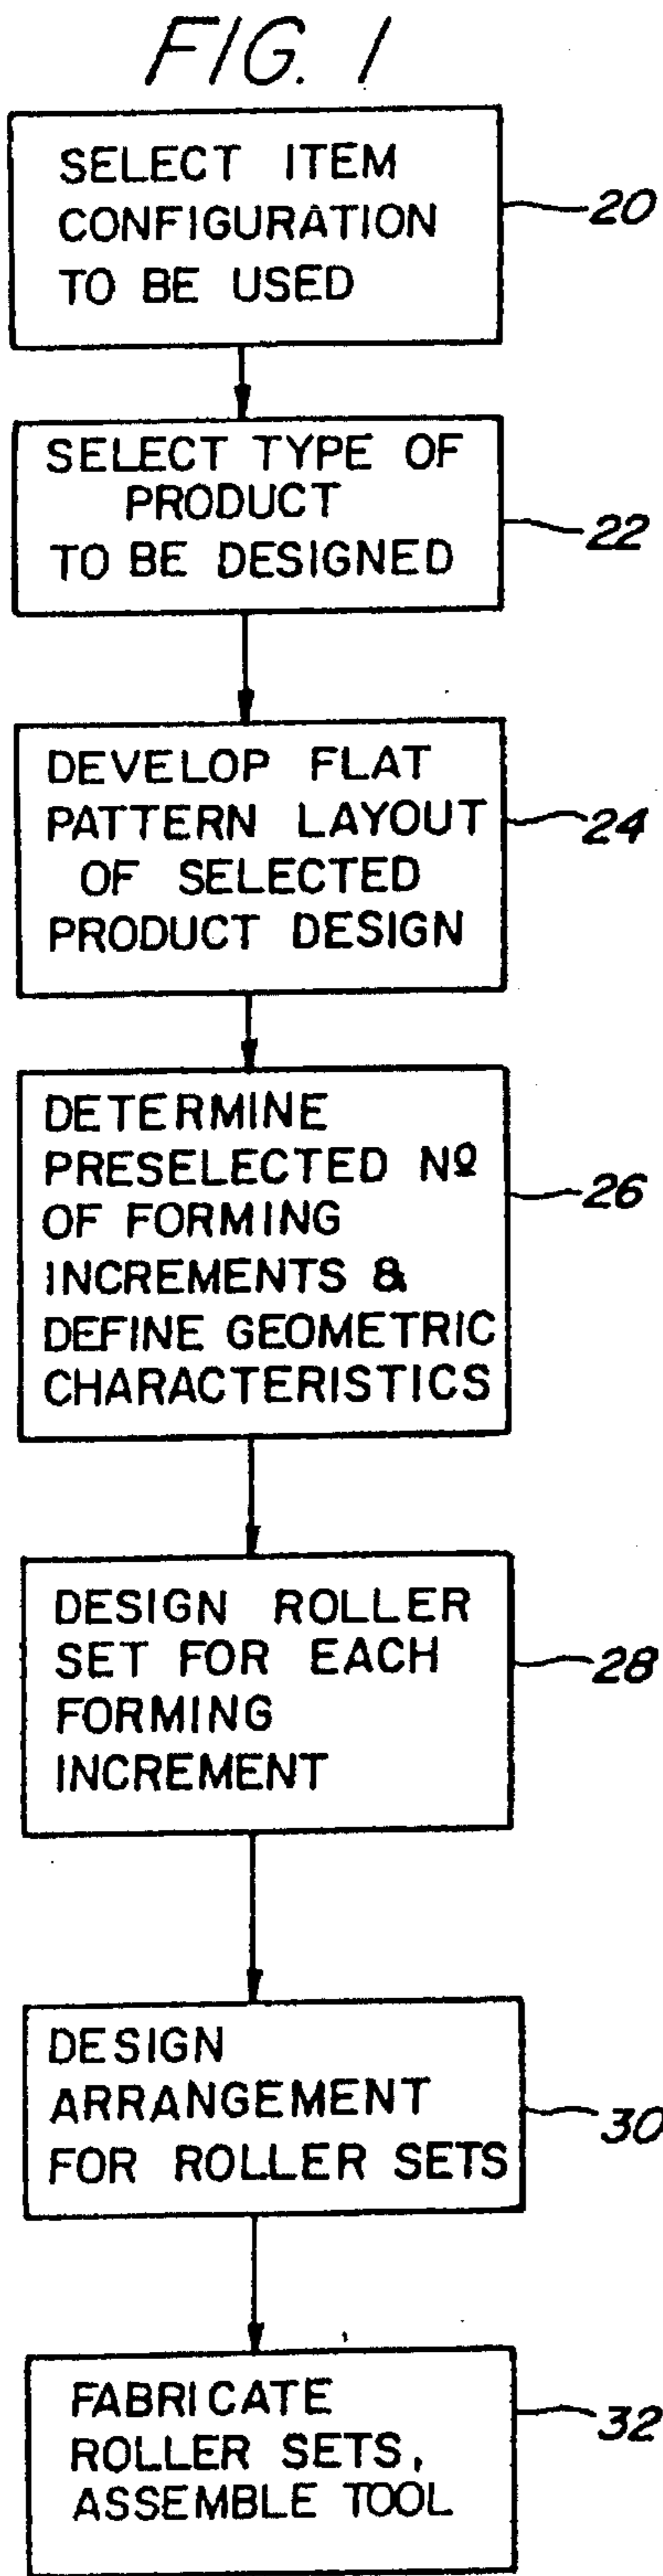 FIG. 1
SELECT ITEM
CONFIGURATION
TO BE USED
20
SELECT TYPE OF
PRODUCT
TO BE DESIGNED
22
DEVELOP FLAT
PATTERN LAYOUT
OF SELECTED
PRODUCT DESIGN
24
DETERMINE
PRESELECTED Nº
OF FORMING
INCREMENTS &
DEFINE GEOMETRIC
CHARACTERISTICS
26
DESIGN ROLLER
SET FOR EACH
FORMING
INCREMENT
28
DESIGN
ARRANGEMENT
FOR ROLLER SETS
30
FABRICATE
ROLLER SETS,
ASSEMBLE TOOL
32